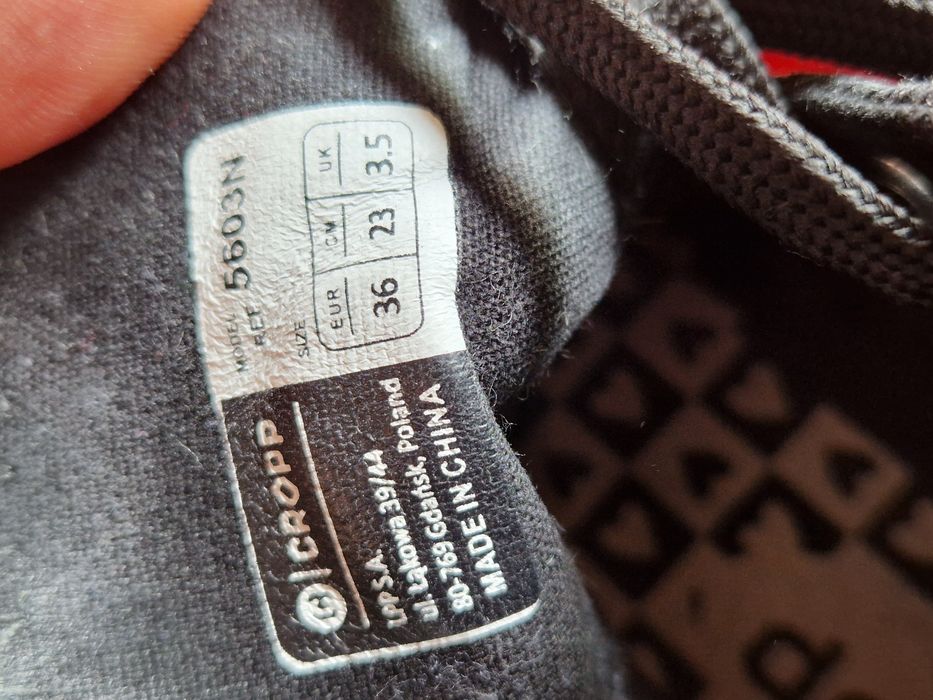 CROPP
LPP S.A.
ul. Łąkowa 39/44
80-769 Gdańsk, Poland
MADE IN CHINA
MODEL
REF. 5603N
SIZE
EUR CM UK
36 23 3.5